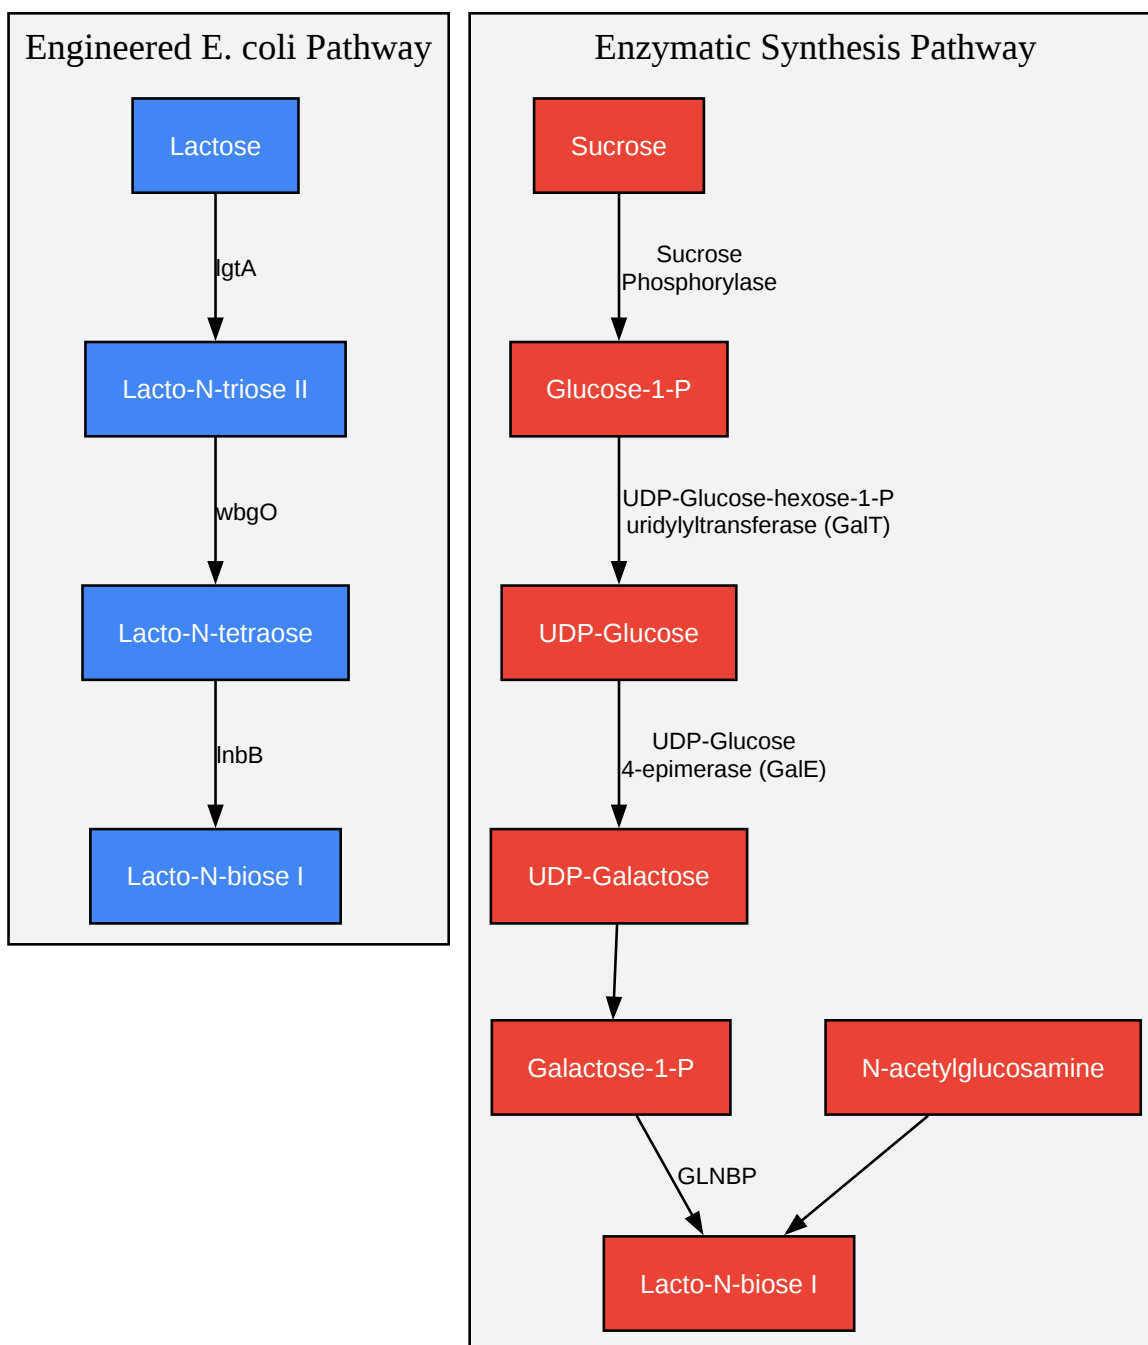 Engineered E. coli Pathway
Lactose
lgtA
Lacto-N-triose II
wbgO
Lacto-N-tetraose
lnbB
Lacto-N-biose I
Enzymatic Synthesis Pathway
Sucrose
Sucrose
Phosphorylase
Glucose-1-P
UDP-Glucose-hexose-1-P
uridylyltransferase (GalT)
UDP-Glucose
UDP-Glucose
4-epimerase (GalE)
UDP-Galactose
Galactose-1-P
N-acetylglucosamine
GLNBP
Lacto-N-biose I